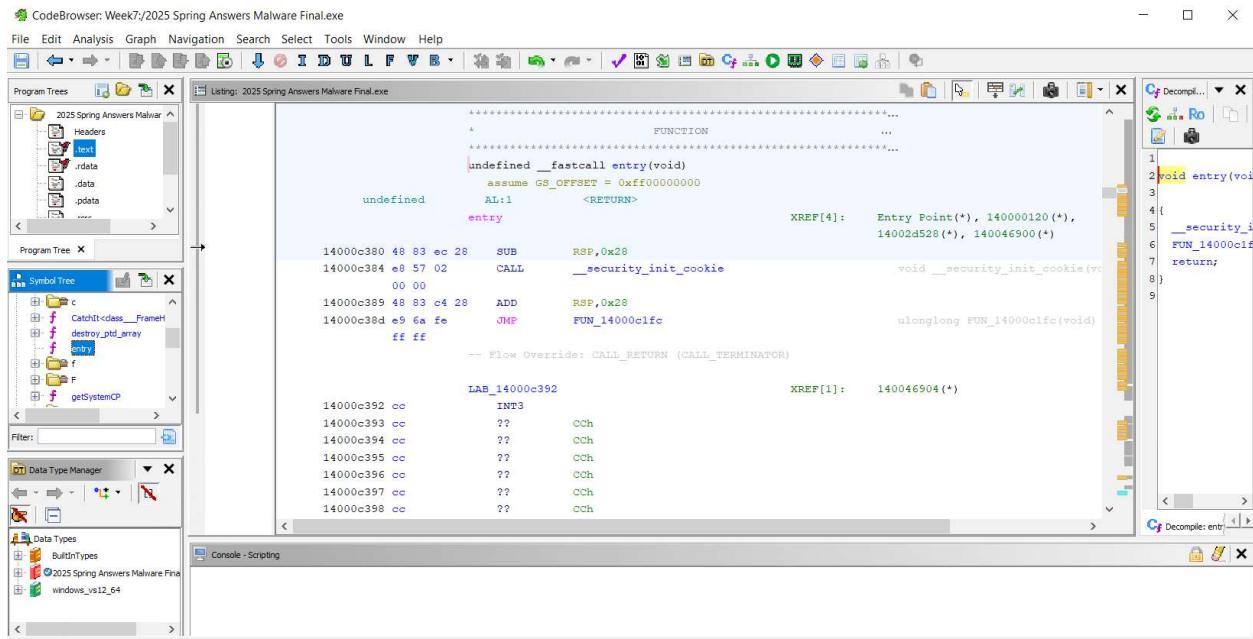 CodeBrowser: Week7:/2025 Spring Answers Malware Final.exe
File Edit Analysis Graph Navigation Search Select Tools Window Help
I D U L F V B
Program Trees
2025 Spring Answers Malwar
Headers
.text
.rdata
.data
.pdata
Program Tree
Symbol Tree
c
CatchIt<class___FrameH
destroy_ptd_array
entry
f
F
getSystemCP
Filter:
Data Type Manager
Data Types
BuiltInTypes
2025 Spring Answers Malware Fina
windows_vs12_64
Listing: 2025 Spring Answers Malware Final.exe
* FUNCTION ...
undefined __fastcall entry(void)
assume GS_OFFSET = 0xff00000000
undefined AL:1 <RETURN>
entry XREF[4]: Entry Point(*), 140000120(*),
14002d528(*), 140046900(*)
14000c380 48 83 ec 28 SUB RSP,0x28
14000c384 e8 57 02 CALL __security_init_cookie void __security_init_cookie(vo
00 00
14000c389 48 83 c4 28 ADD RSP,0x28
14000c38d e9 6a fe JMP FUN_14000c1fc ulonglong FUN_14000c1fc(void)
ff ff
-- Flow Override: CALL_RETURN (CALL_TERMINATOR)
LAB_14000c392 XREF[1]: 140046904(*)
14000c392 cc INT3
14000c393 cc ?? CCh
14000c394 cc ?? CCh
14000c395 cc ?? CCh
14000c396 cc ?? CCh
14000c397 cc ?? CCh
14000c398 cc ?? CCh
Console - Scripting
Decompil...
Ro
1
2 void entry(voi
3
4 {
5 __security_i
6 FUN_14000c1f
7 return;
8 }
9
Decompile: entr